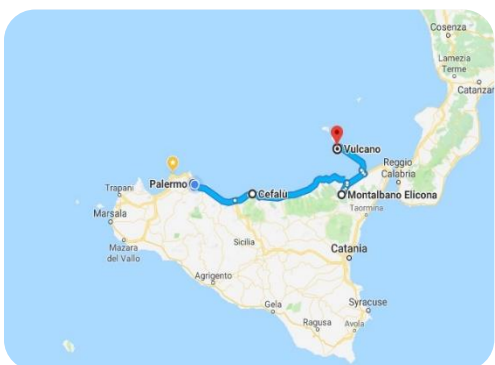 Cosenza
Lamezia
Terme
Catanzar
Vulcano
Reggio
Calabria
Palermo
Cefalù
Montalbano Elicona
Trapani
Taormina
Marsala
Mazara
del Vallo
Sicilia
Catania
Agrigento
Gela
Syracuse
Ragusa
Avola